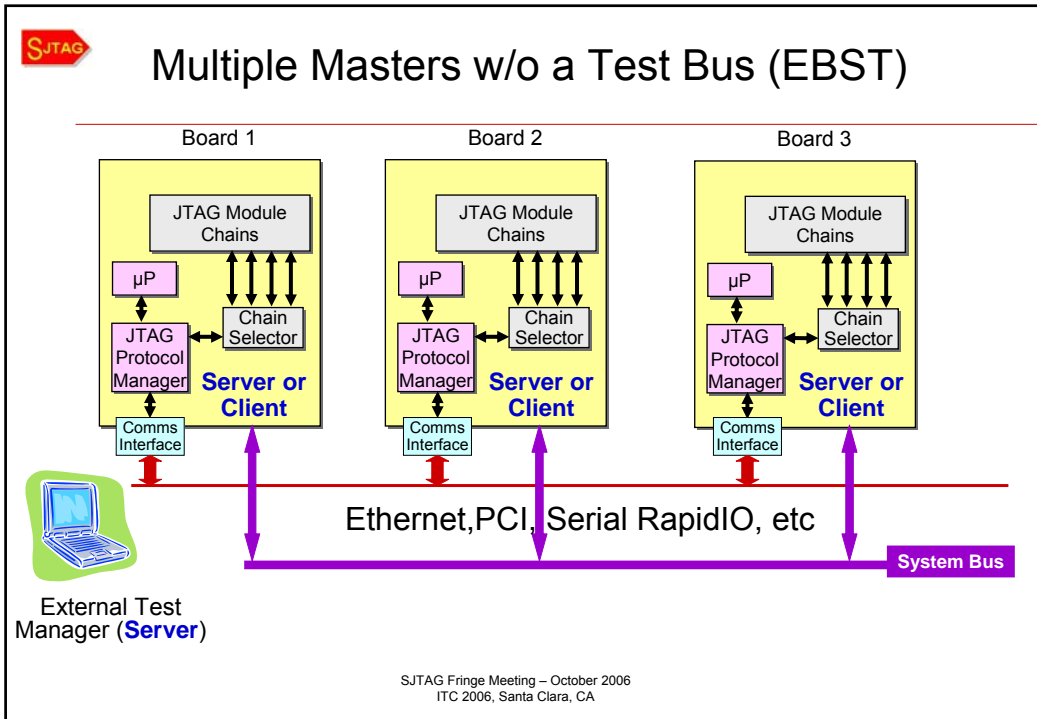 SJTAG
Multiple Masters w/o a Test Bus (EBST)
Board 1
Board 2
Board 3
JTAG Module
Chains
µP
Chain
Selector
JTAG
Protocol
Manager
Server or
Client
Comms
Interface
JTAG Module
Chains
µP
Chain
Selector
JTAG
Protocol
Manager
Server or
Client
Comms
Interface
JTAG Module
Chains
µP
Chain
Selector
JTAG
Protocol
Manager
Server or
Client
Comms
Interface
Ethernet,PCI, Serial RapidIO, etc
System Bus
External Test
Manager (Server)
SJTAG Fringe Meeting – October 2006
ITC 2006, Santa Clara, CA